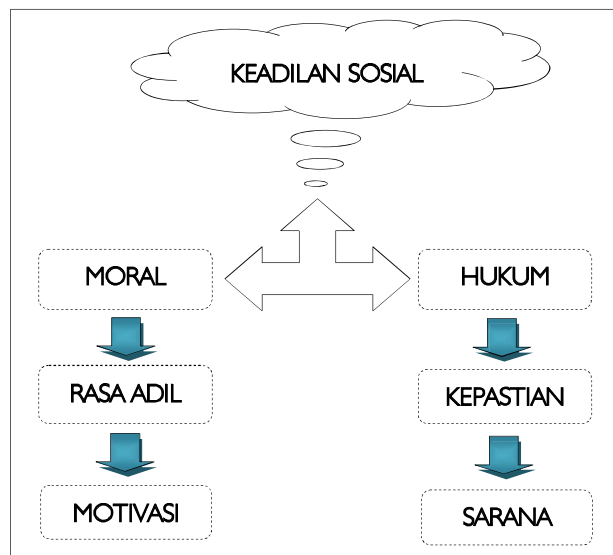 KEADILAN SOSIAL
MORAL
HUKUM
RASA ADIL
KEPASTIAN
MOTIVASI
SARANA